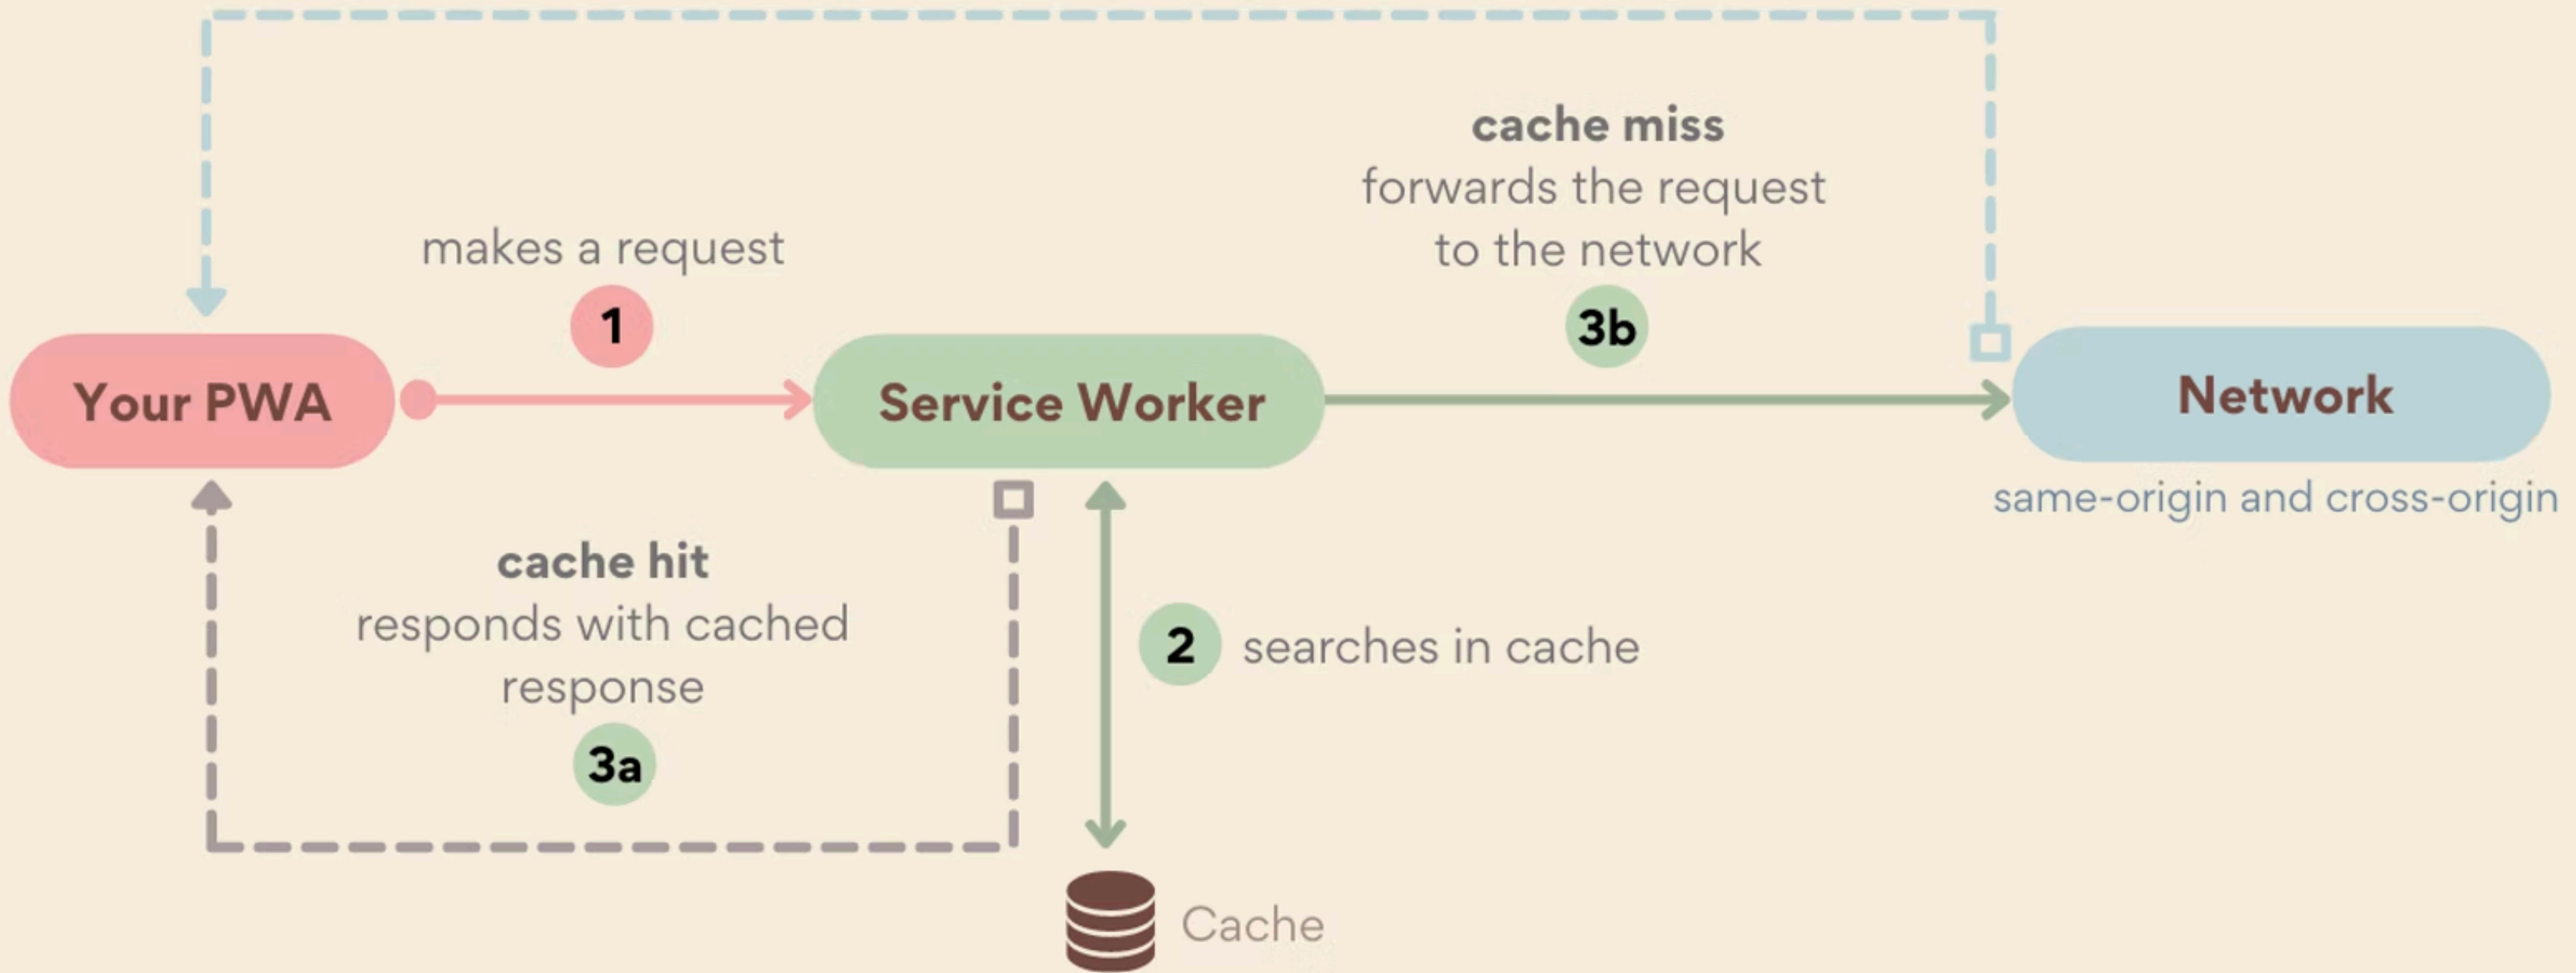 cache miss
forwards the request
to the network
3b
makes a request
1
Your PWA
Service Worker
Network
same-origin and cross-origin
cache hit
responds with cached
response
3a
2 searches in cache
Cache